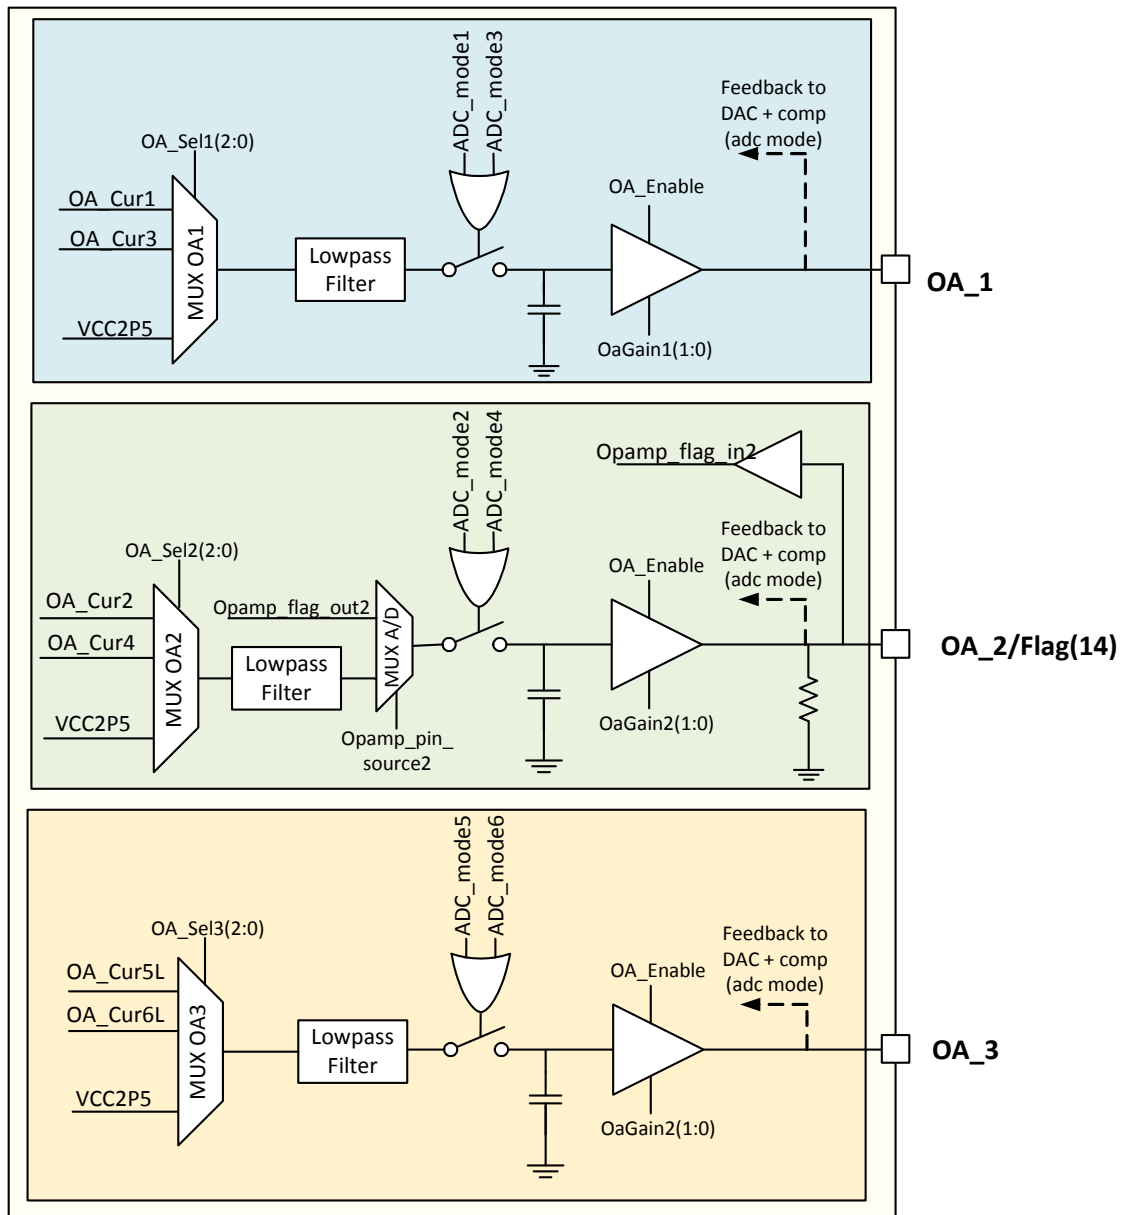 ADC_mode1
ADC_mode3
Feedback to
DAC + comp
(adc mode)
OA_Sel1(2:0)
OA_Enable
OA_Cur1
OA_Cur3
MUX OA1
Lowpass
Filter
OA_1
VCC2P5
OaGain1(1:0)
ADC_mode2
ADC_mode4
Opamp_flag_in2
Feedback to
DAC + comp
(adc mode)
OA_Sel2(2:0)
OA_Enable
OA_Cur2
Opamp_flag_out2
MUX A/D
OA_Cur4
MUX OA2
Lowpass
Filter
OA_2/Flag(14)
VCC2P5
OaGain2(1:0)
Opamp_pin_
source2
ADC_mode5
ADC_mode6
OA_Sel3(2:0)
Feedback to
DAC + comp
(adc mode)
OA_Cur5L
OA_Enable
OA_Cur6L
MUX OA3
Lowpass
Filter
OA_3
VCC2P5
OaGain2(1:0)